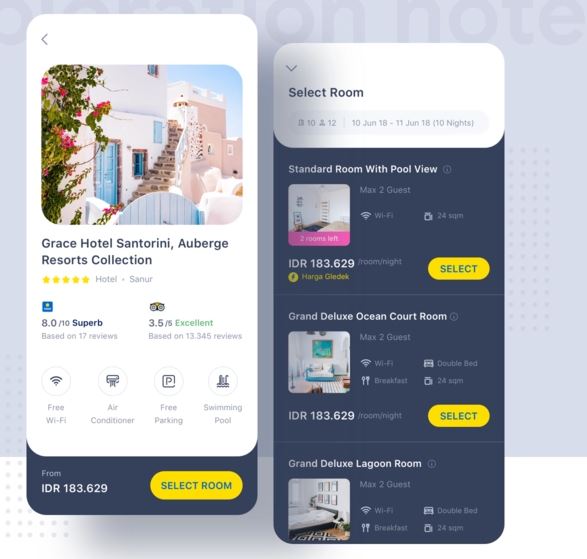 Grace Hotel Santorini, Auberge
Resorts Collection
Hotel • Sanur
8.0 /10 Superb
Based on 17 reviews
3.5 /5 Excellent
Based on 13.345 reviews
Free
Wi-Fi
Air
Conditioner
Free
Parking
Swimming
Pool
From
IDR 183.629
SELECT ROOM
Select Room
10 12 10 Jun 18 - 11 Jun 18 (10 Nights)
Standard Room With Pool View
Max 2 Guest
Wi-Fi 24 sqm
2 rooms left
IDR 183.629 /room/night
Harga Gledek
SELECT
Grand Deluxe Ocean Court Room
Max 2 Guest
Wi-Fi Double Bed
Breakfast 24 sqm
IDR 183.629 /room/night
SELECT
Grand Deluxe Lagoon Room
Max 2 Guest
Wi-Fi Double Bed
Breakfast 24 sqm